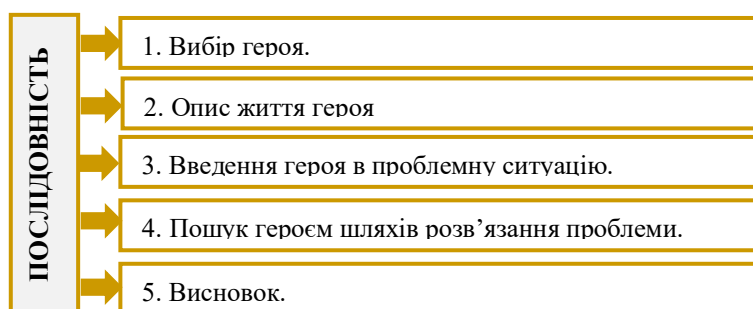 ПОСЛІДОВНІСТЬ
1. Вибір героя.
2. Опис життя героя
3. Введення героя в проблемну ситуацію.
4. Пошук героєм шляхів розв’язання проблеми.
5. Висновок.